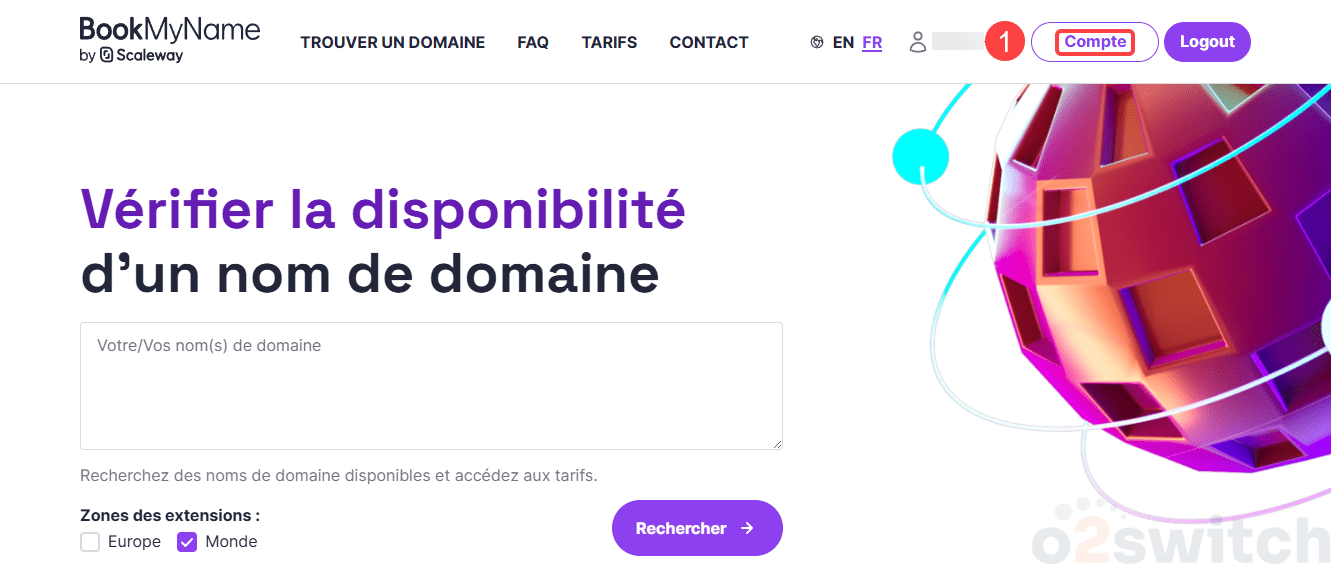 BookMyName
by Scaleway
TROUVER UN DOMAINE
FAQ
TARIFS
CONTACT
EN FR
1
Compte
Logout
Vérifier la disponibilité
d’un nom de domaine
Votre/Vos nom(s) de domaine
Recherchez des noms de domaine disponibles et accédez aux tarifs.
Zones des extensions :
Europe
Monde
Rechercher
o2switch